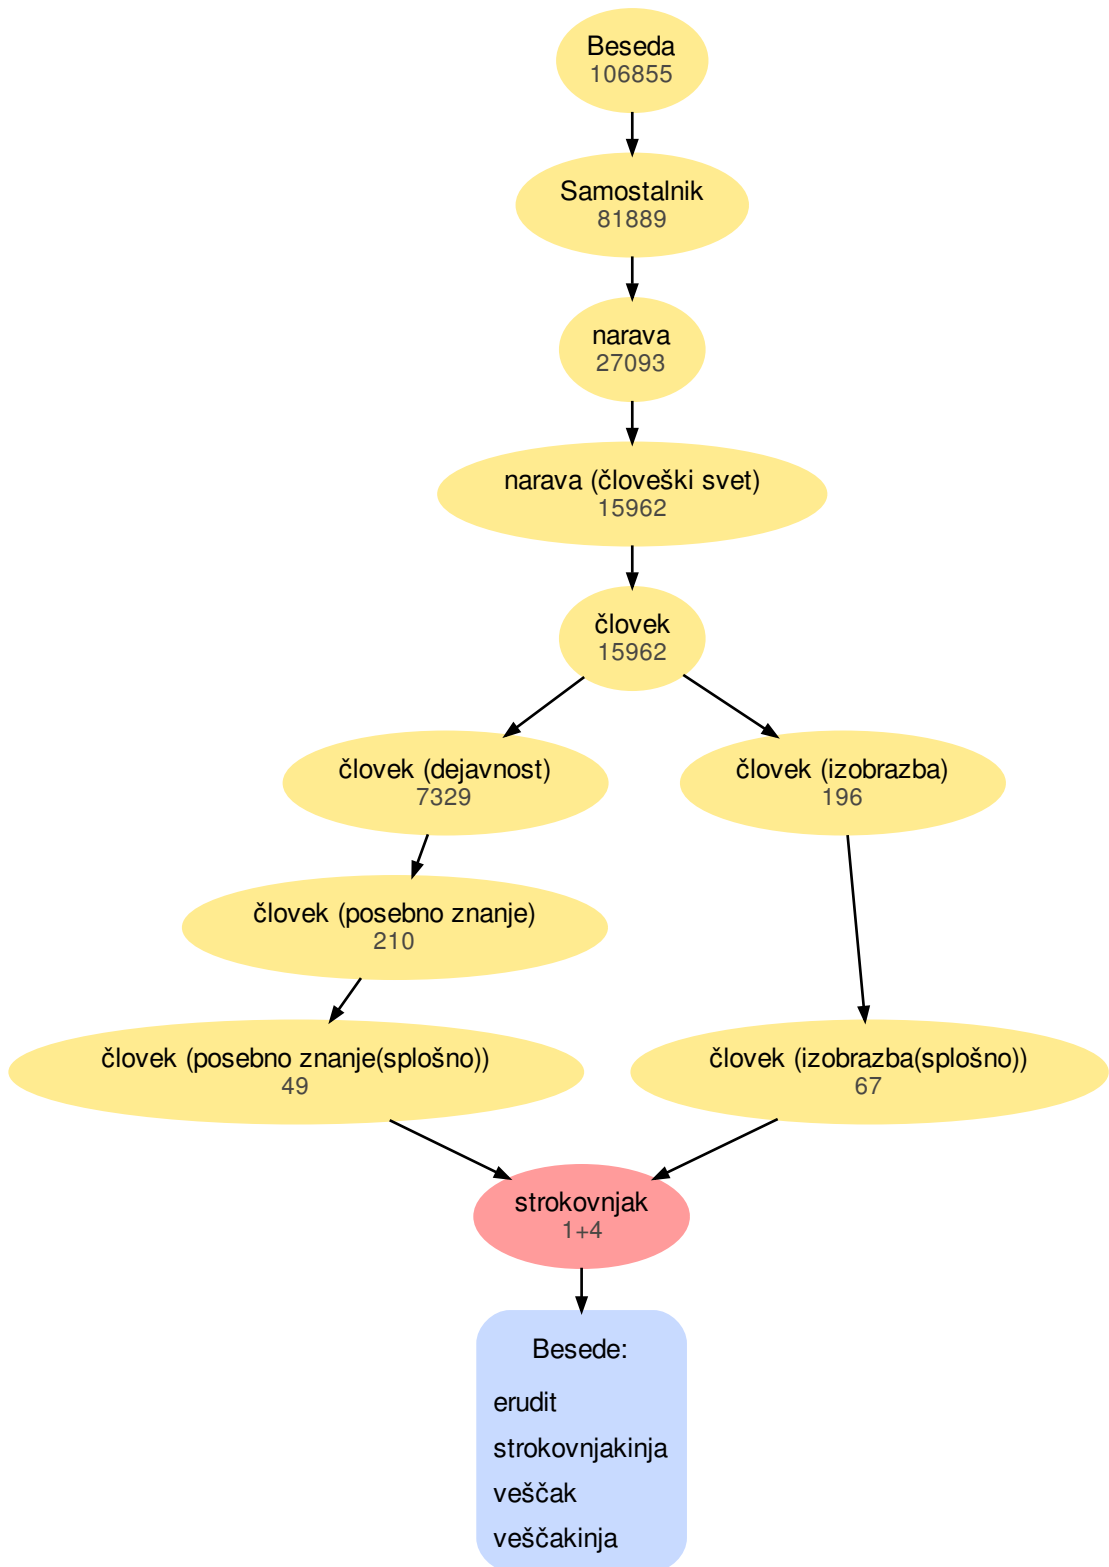 Beseda
106855
Samostalnik
81889
narava
27093
narava (človeški svet)
15962
človek
15962
človek (dejavnost)
7329
človek (izobrazba)
196
človek (posebno znanje)
210
človek (posebno znanje(splošno))
49
človek (izobrazba(splošno))
67
strokovnjak
1+4
Besede:
erudit
strokovnjakinja
veščak
veščakinja